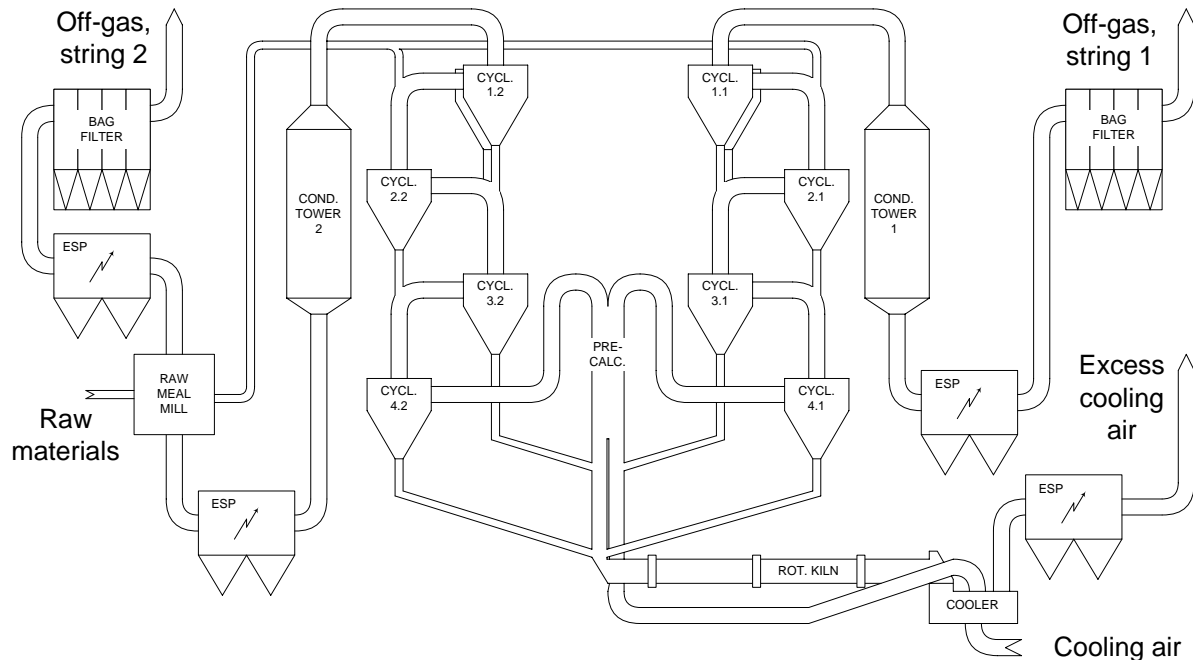 Off-gas,
string 2
Off-gas,
string 1
CYCL.
1.2
CYCL.
1.1
BAG
FILTER
BAG
FILTER
CYCL.
2.2
CYCL.
2.1
COND.
TOWER
2
COND.
TOWER
1
ESP
CYCL.
3.2
CYCL.
3.1
PRE-
CALC.
RAW
MEAL
MILL
CYCL.
4.2
CYCL.
4.1
ESP
Excess
cooling
air
Raw
materials
ESP
ESP
ROT. KILN
COOLER
Cooling air